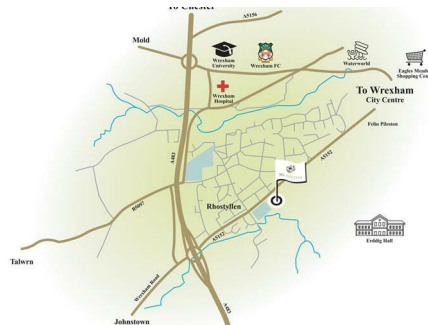 To Chester
A5156
Mold
Wrexham
University
Wrexham FC
Waterworld
Eagles Meadow
Shopping Cen
Wrexham
Hospital
To Wrexham
City Centre
Felin Puleston
A483
A5152
B5097
Rhostyllen
Erddig Hall
A5152
Talwrn
Wrexham Road
A483
Johnstown